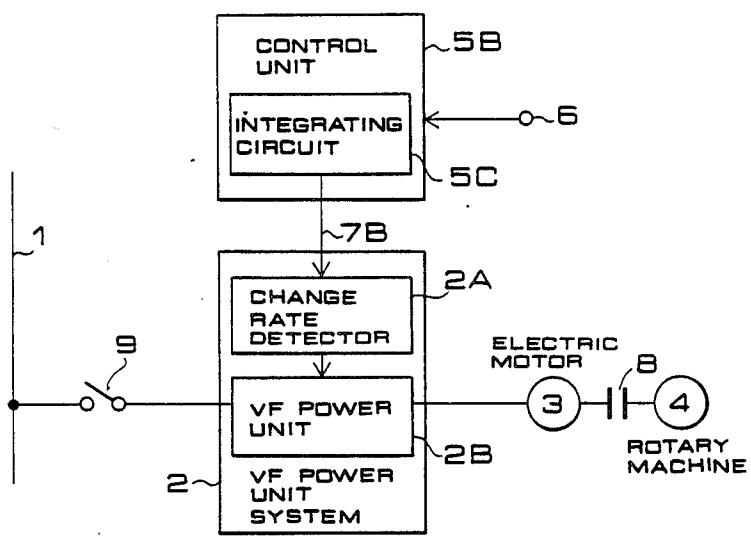 CONTROL
UNIT
5B
INTEGRATING
CIRCUIT
6
5C
7B
1
2A
CHANGE
RATE
DETECTOR
ELECTRIC
MOTOR
8
9
VF POWER
UNIT
3
4
2B
ROTARY
MACHINE
2
VF POWER
UNIT
SYSTEM